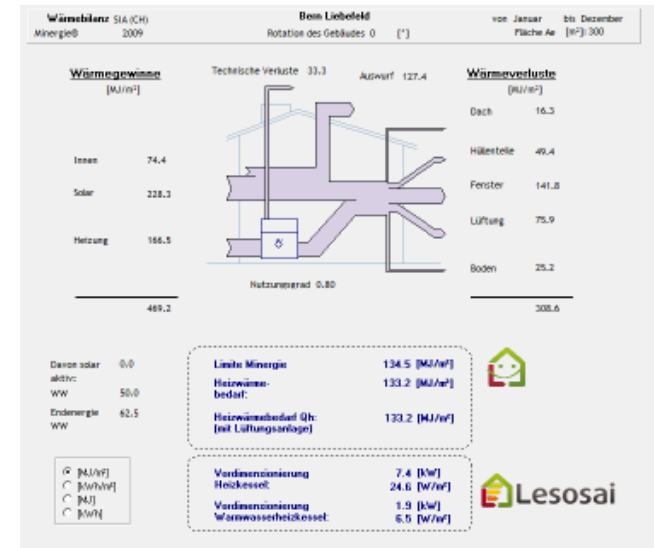 Wärmebilanz SIA (CH)
Minergie® 2009
Bern Liebefeld
Rotation des Gebäudes 0 [°]
von Januar bis Dezember
Fläche Ae [m²]: 300
Wärmegewinne
[MJ/m²]
Innen 74.4
Solar 228.3
Heizung 166.5
469.2
Technische Verluste 33.3
Auswurf 127.4
Nutzungsgrad 0.80
Wärmeverluste
[MJ/m²]
Dach 16.3
Hüllenteile 49.4
Fenster 141.8
Lüftung 75.9
Boden 25.2
308.6
Davon solar 0.0
aktiv:
WW 50.0
Endenergie 62.5
WW
Limite Minergie 134.5 [MJ/m²]
Heizwärme- 133.2 [MJ/m²]
bedarf:
Heizwärmebedarf Qh: 133.2 [MJ/m²]
(mit Lüftungsanlage)
[MJ/m²]
[kWh/m²]
[MJ]
[kWh]
Vordimensionierung 7.4 [kW]
Heizkessel: 24.6 [W/m²]
Vordimensionierung 1.9 [kW]
Warmwasserheizkessel: 6.5 [W/m²]
Lesosai